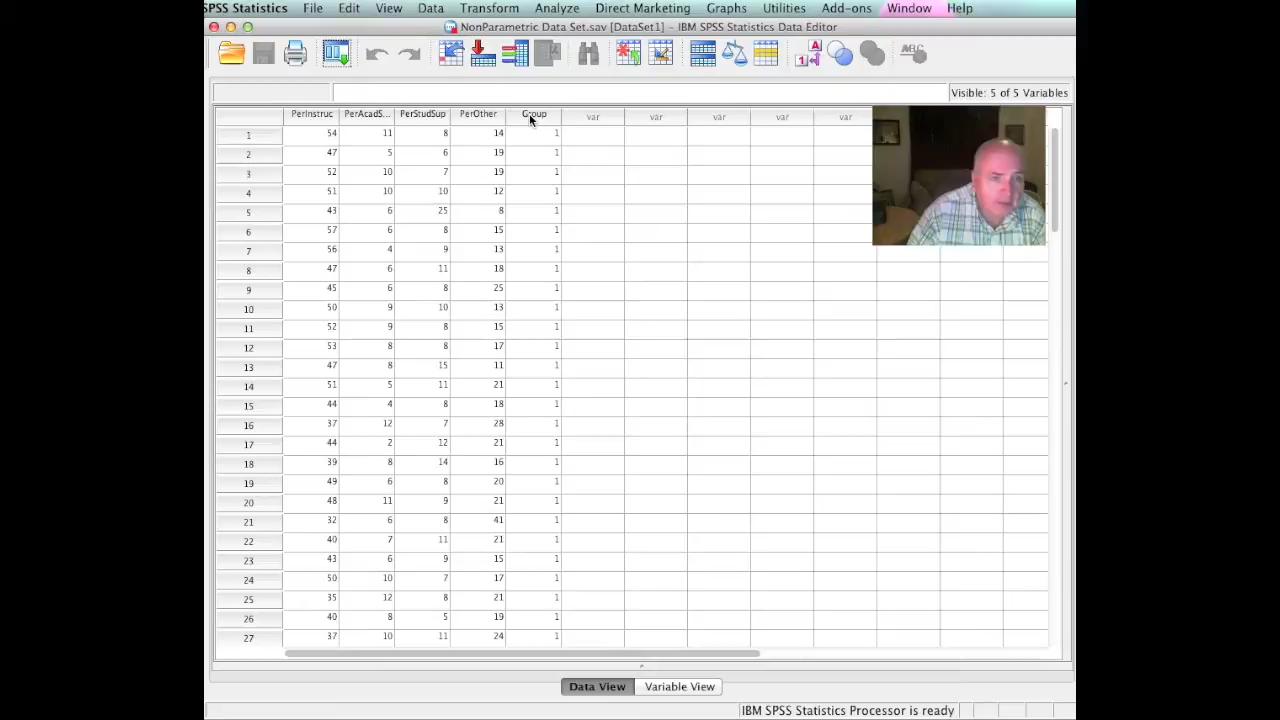 SPSS Statistics File Edit View Data Transform Analyze Direct Marketing Graphs Utilities Add-ons Window Help
NonParametric Data Set.sav [DataSet1] — IBM SPSS Statistics Data Editor
Visible: 5 of 5 Variables
PerInstruc PerAcadS... PerStudSup PerOther Group var var var var var
1 54 11 8 14 1
2 47 5 6 19 1
3 52 10 7 19 1
4 51 10 10 12 1
5 43 6 25 8 1
6 57 6 8 15 1
7 56 4 9 13 1
8 47 6 11 18 1
9 45 6 8 25 1
10 50 9 10 13 1
11 52 9 8 15 1
12 53 8 8 17 1
13 47 8 15 11 1
14 51 5 11 21 1
15 44 4 8 18 1
16 37 12 7 28 1
17 44 2 12 21 1
18 39 8 14 16 1
19 49 6 8 20 1
20 48 11 9 21 1
21 32 6 8 41 1
22 40 7 11 21 1
23 43 6 9 15 1
24 50 10 7 17 1
25 35 12 8 21 1
26 40 8 5 19 1
27 37 10 11 24 1
Data View Variable View
IBM SPSS Statistics Processor is ready